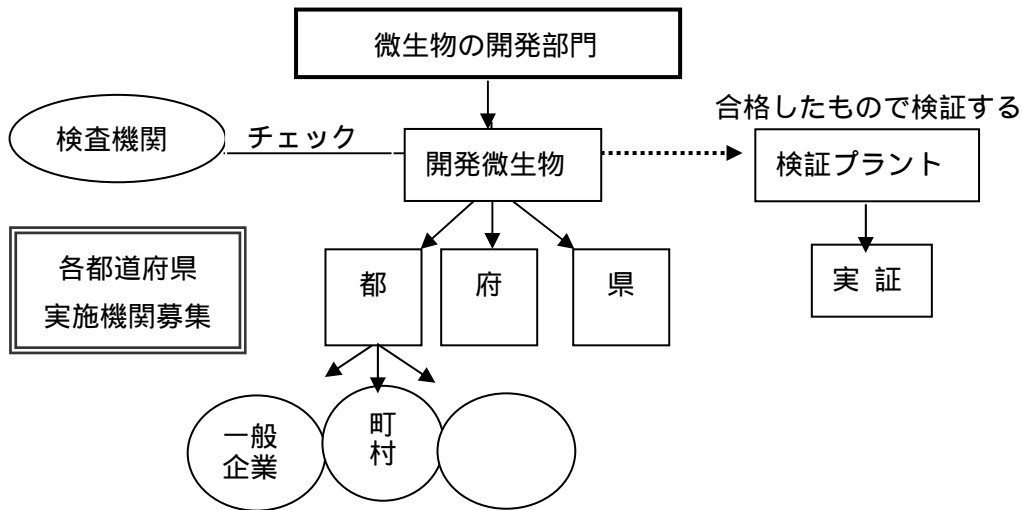 微生物の開発部門
合格したもので検証する
検査機関
チェック
開発微生物
検証プラント
各都道府県
実施機関募集
都
府
県
実 証
一般
企業
町
村